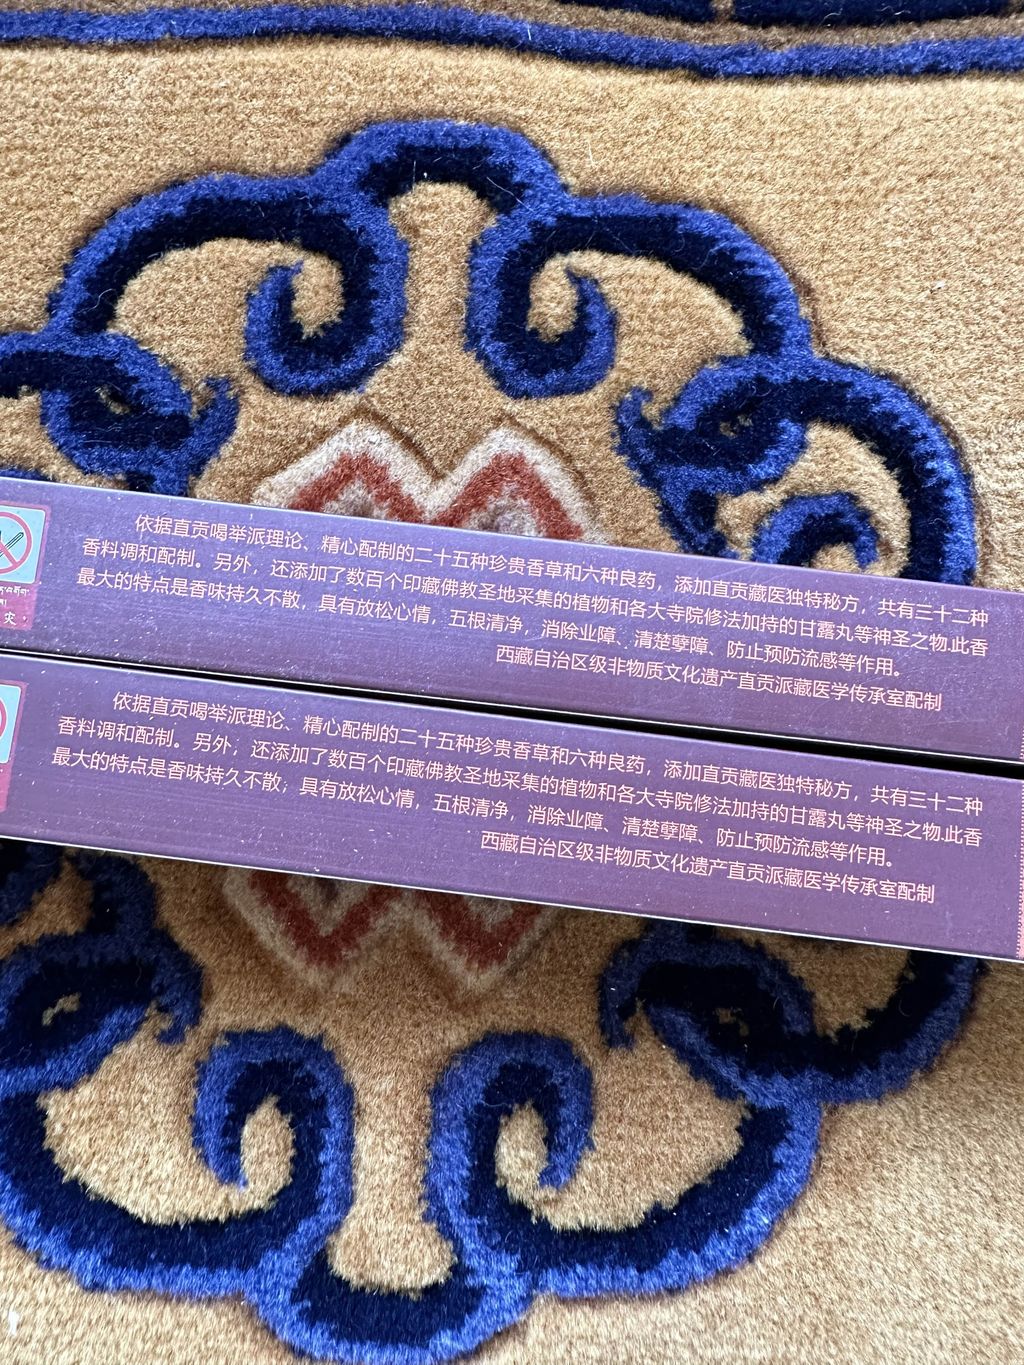 依据直贡噶举派理论、精心配制的二十五种珍贵香草和六种良药，添加直贡藏医独特秘方，共有三十二种
香料调和配制。另外，还添加了数百个印藏佛教圣地采集的植物和各大寺院修法加持的甘露丸等神圣之物.此香
最大的特点是香味持久不散，具有放松心情，五根清净，消除业障、清楚孽障、防止预防流感等作用。
西藏自治区级非物质文化遗产直贡派藏医学传承室配制
灾，
依据直贡噶举派理论、精心配制的二十五种珍贵香草和六种良药，添加直贡藏医独特秘方，共有三十二种
香料调和配制。另外；还添加了数百个印藏佛教圣地采集的植物和各大寺院修法加持的甘露丸等神圣之物.此香
最大的特点是香味持久不散；具有放松心情，五根清净，消除业障、清楚孽障、防止预防流感等作用。
西藏自治区级非物质文化遗产直贡派藏医学传承室配制